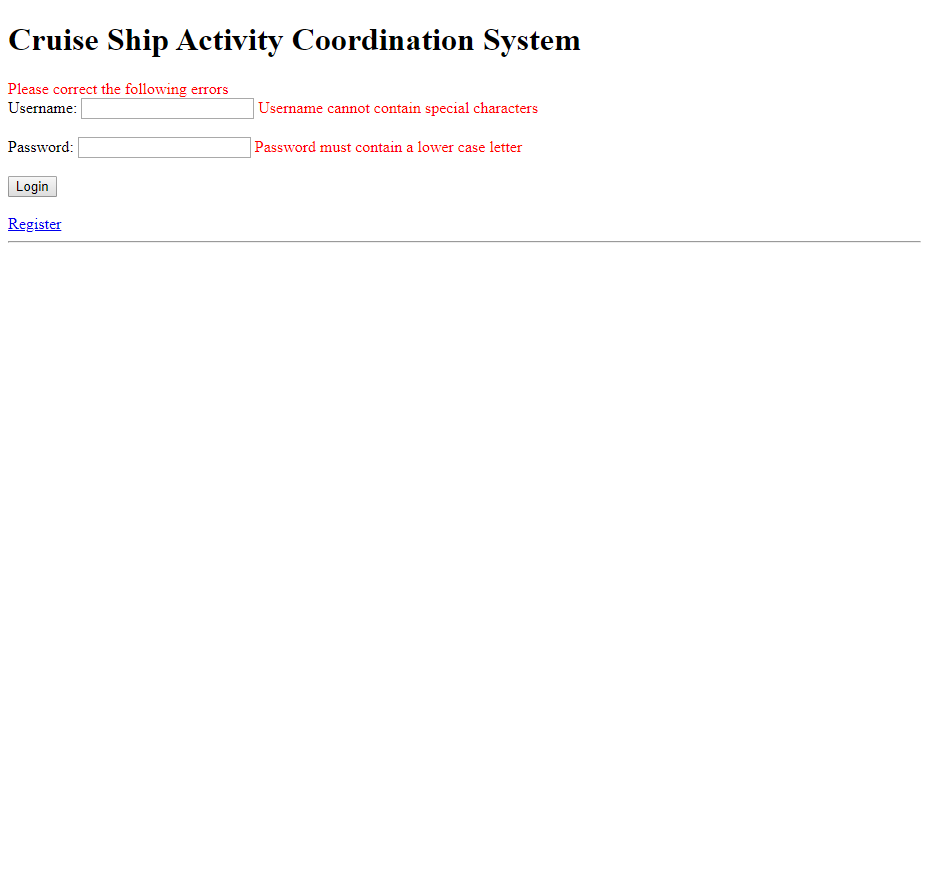 Cruise Ship Activity Coordination System
Please correct the following errors
Username: Username cannot contain special characters
Password: Password must contain a lower case letter
Login
Register